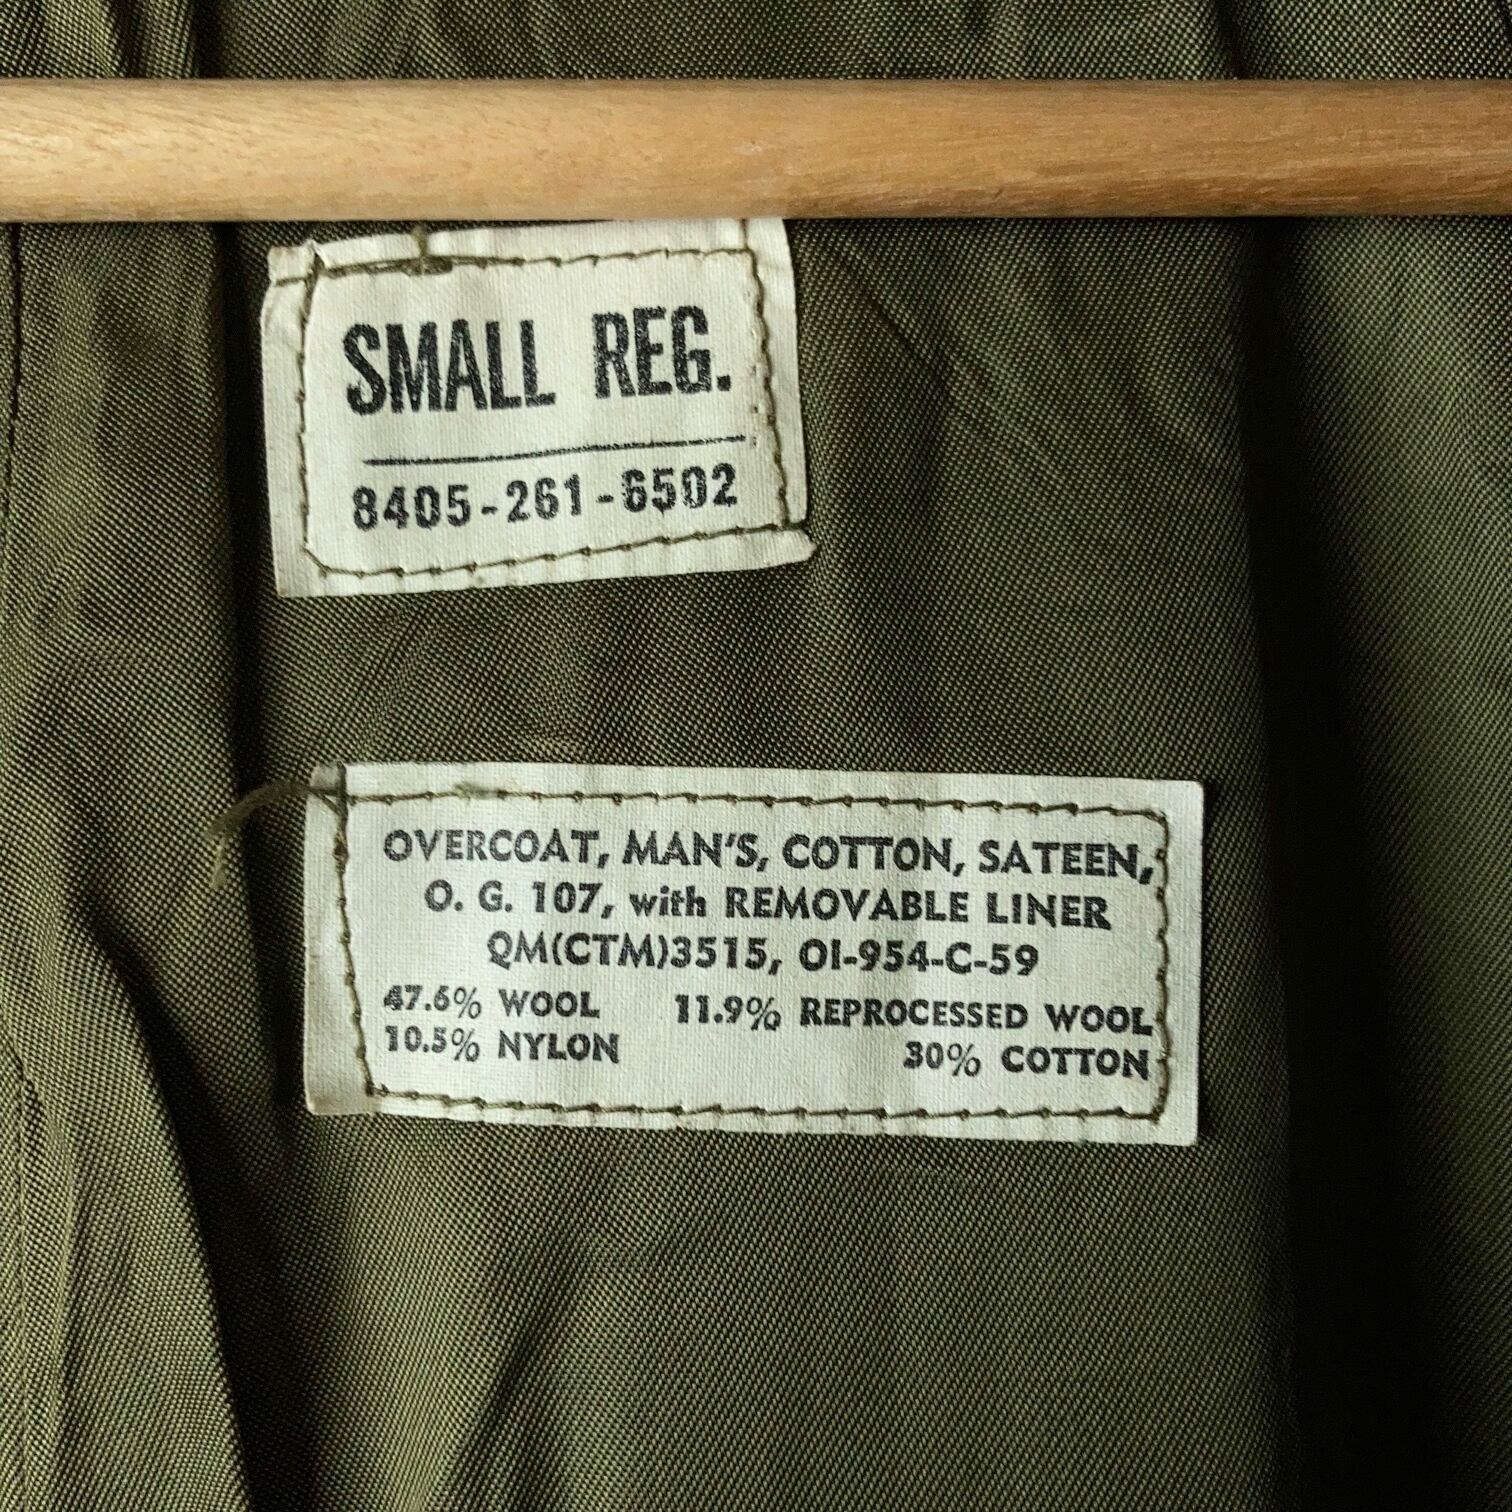 SMALL REG.
8405-261-6502
OVERCOAT, MAN'S, COTTON, SATEEN,
O. G. 107, with REMOVABLE LINER
QM(CTM)3515, OI-954-C-59
47.6% WOOL 11.9% REPROCESSED WOOL
10.5% NYLON 30% COTTON